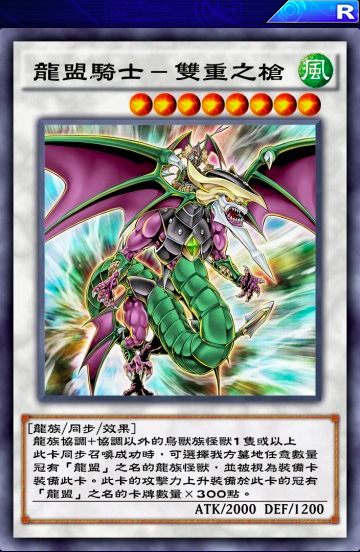 R
龍盟騎士－雙重之槍
風
[龍族/同步/效果]
龍族協調+協調以外的鳥獸族怪獸1隻或以上
此卡同步召喚成功時，可選擇我方墓地任意數量
冠有「龍盟」之名的龍族怪獸，並被視為裝備卡
裝備此卡。此卡的攻擊力上升裝備於此卡的冠有
「龍盟」之名的卡牌數量×300點。
ATK/2000 DEF/1200